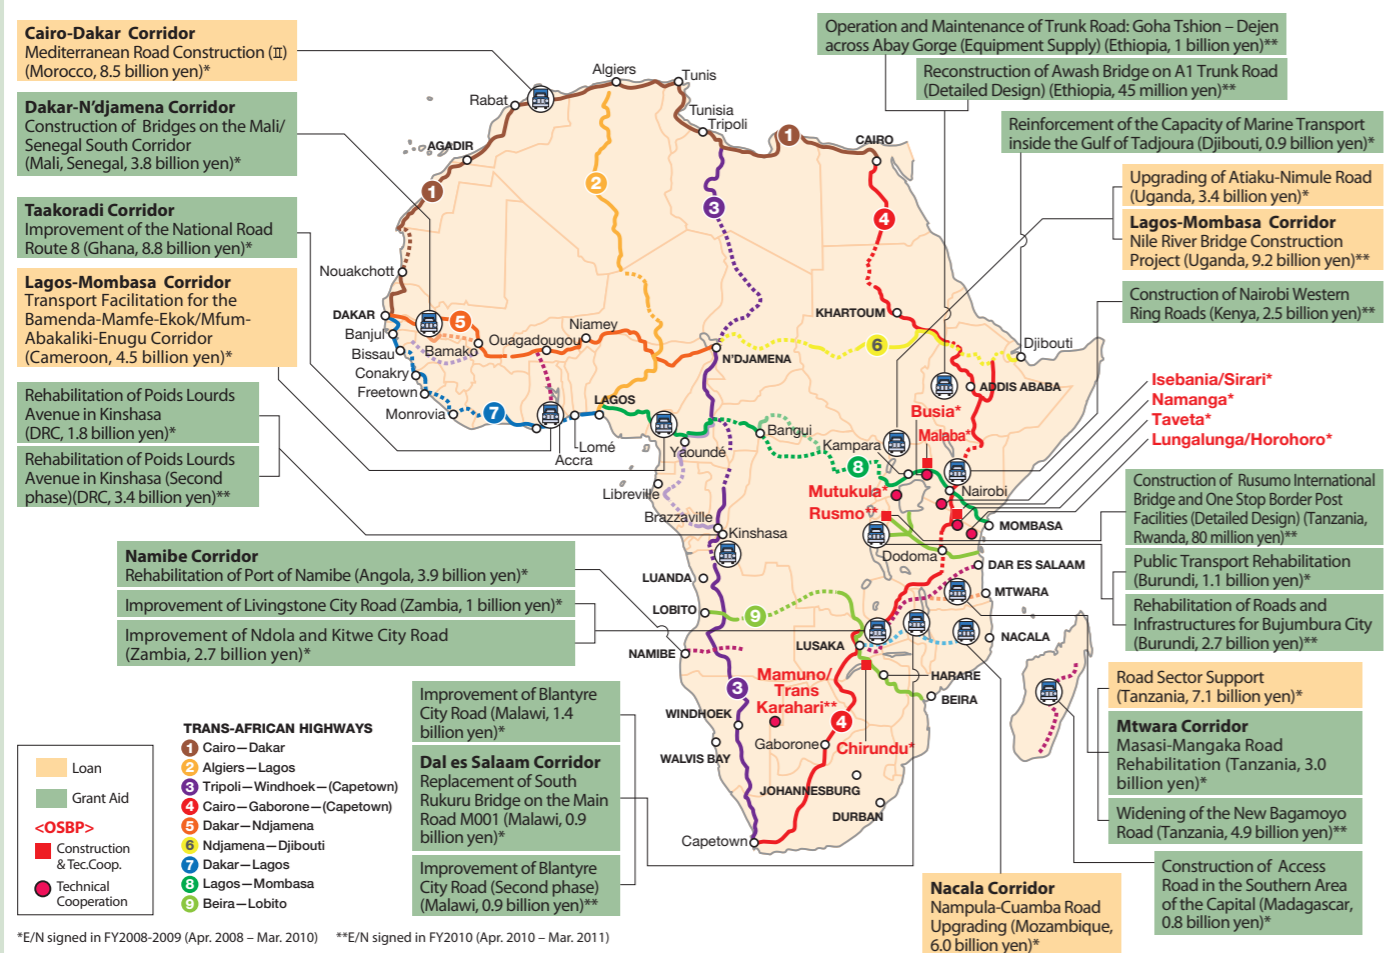 Cairo-Dakar Corridor
Mediterranean Road Construction (Ⅱ)
(Morocco, 8.5 billion yen)*
Dakar-N'djamena Corridor
Construction of Bridges on the Mali/
Senegal South Corridor
(Mali, Senegal, 3.8 billion yen)*
Taakoradi Corridor
Improvement of the National Road
Route 8 (Ghana, 8.8 billion yen)*
Lagos-Mombasa Corridor
Transport Facilitation for the
Bamenda-Mamfe-Ekok/Mfum-
Abakaliki-Enugu Corridor
(Cameroon, 4.5 billion yen)*
Rehabilitation of Poids Lourds
Avenue in Kinshasa
(DRC, 1.8 billion yen)*
Rehabilitation of Poids Lourds
Avenue in Kinshasa (Second
phase)(DRC, 3.4 billion yen)**
Namibe Corridor
Rehabilitation of Port of Namibe (Angola, 3.9 billion yen)*
Improvement of Livingstone City Road (Zambia, 1 billion yen)*
Improvement of Ndola and Kitwe City Road
(Zambia, 2.7 billion yen)*
Improvement of Blantyre
City Road (Malawi, 1.4
billion yen)*
Dal es Salaam Corridor
Replacement of South
Rukuru Bridge on the Main
Road M001 (Malawi, 0.9
billion yen)*
Improvement of Blantyre
City Road (Second phase)
(Malawi, 0.9 billion yen)**
Operation and Maintenance of Trunk Road: Goha Tshion – Dejen
across Abay Gorge (Equipment Supply) (Ethiopia, 1 billion yen)**
Reconstruction of Awash Bridge on A1 Trunk Road
(Detailed Design) (Ethiopia, 45 million yen)**
Reinforcement of the Capacity of Marine Transport
inside the Gulf of Tadjoura (Djibouti, 0.9 billion yen)*
Upgrading of Atiaku-Nimule Road
(Uganda, 3.4 billion yen)*
Lagos-Mombasa Corridor
Nile River Bridge Construction
Project (Uganda, 9.2 billion yen)**
Construction of Nairobi Western
Ring Roads (Kenya, 2.5 billion yen)**
Isebania/Sirari*
Namanga*
Taveta*
Lungalunga/Horohoro*
Construction of Rusumo International
Bridge and One Stop Border Post
Facilities (Detailed Design) (Tanzania,
Rwanda, 80 million yen)**
Public Transport Rehabilitation
(Burundi, 1.1 billion yen)*
Rehabilitation of Roads and
Infrastructures for Bujumbura City
(Burundi, 2.7 billion yen)**
Road Sector Support
(Tanzania, 7.1 billion yen)*
Mtwara Corridor
Masasi-Mangaka Road
Rehabilitation (Tanzania, 3.0
billion yen)*
Widening of the New Bagamoyo
Road (Tanzania, 4.9 billion yen)**
Construction of Access
Road in the Southern Area
of the Capital (Madagascar,
0.8 billion yen)*
Nacala Corridor
Nampula-Cuamba Road
Upgrading (Mozambique,
6.0 billion yen)*
Algiers
Tunis
Rabat
Tunisia
Tripoli
1
CAIRO
AGADIR
2
1
3
4
Nouakchott
KHARTOUM
DAKAR
5
Niamey
Banjul
Ouagadougou
6
Djibouti
Bissau
Bamako
N'DJAMENA
Conakry
ADDIS ABABA
Freetown
LAGOS
Busia*
Monrovia
7
Bangui
Malaba*
Kampara
Lomé
Accra
Yaoundé
8
Libreville
Mutukula*
Nairobi
Rusmo**
Brazzaville
MOMBASA
Kinshasa
Dodoma
DAR ES SALAAM
LUANDA
MTWARA
LOBITO
9
NACALA
LUSAKA
NAMIBE
Mamuno/
Trans
Karahari**
HARARE
3
BEIRA
WINDHOEK
4
Gaborone
Chirundu*
WALVIS BAY
JOHANNESBURG
DURBAN
Capetown
TRANS-AFRICAN HIGHWAYS
1 Cairo—Dakar
2 Algiers—Lagos
3 Tripoli—Windhoek—(Capetown)
4 Cairo—Gaborone—(Capetown)
5 Dakar—Ndjamena
6 Ndjamena—Djibouti
7 Dakar—Lagos
8 Lagos—Mombasa
9 Beira—Lobito
Loan
Grant Aid
<OSBP>
Construction
& Tec.Coop.
Technical
Cooperation
*E/N signed in FY2008-2009 (Apr. 2008 – Mar. 2010) **E/N signed in FY2010 (Apr. 2010 – Mar. 2011)